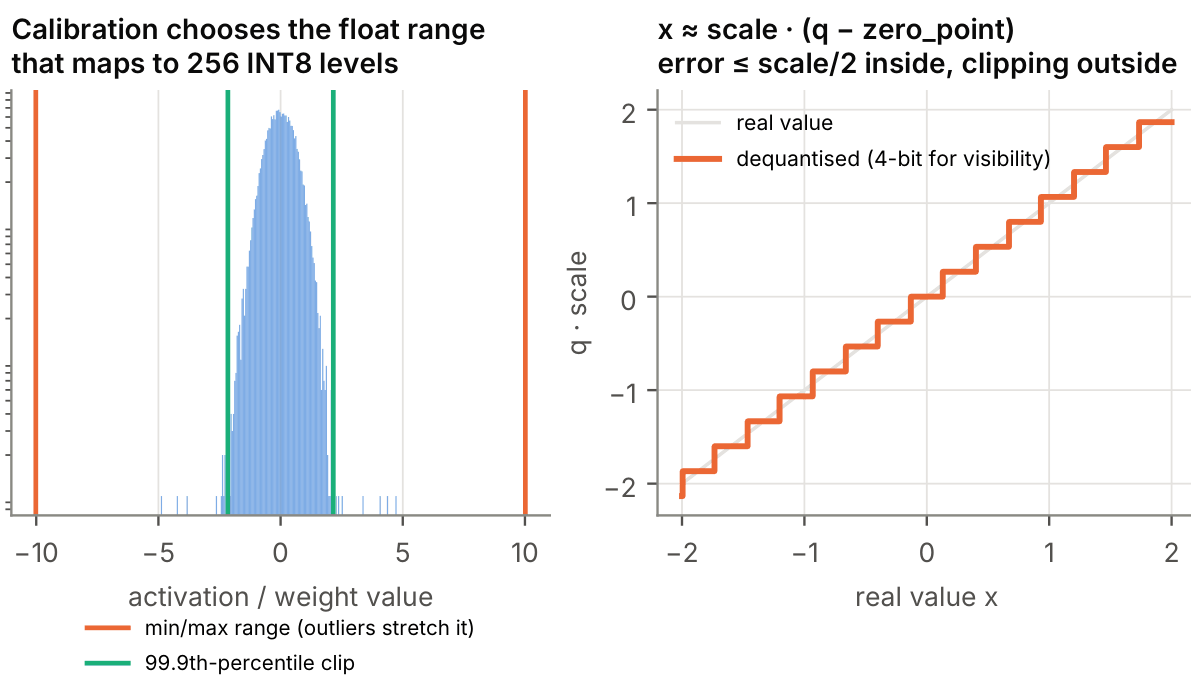 Calibration chooses the float range
that maps to 256 INT8 levels
−10 −5 0 5 10
activation / weight value
min/max range (outliers stretch it)
99.9th-percentile clip
x ≈ scale · (q − zero_point)
error ≤ scale/2 inside, clipping outside
real value
dequantised (4-bit for visibility)
q · scale
2
1
0
−1
−2
−2 −1 0 1 2
real value x